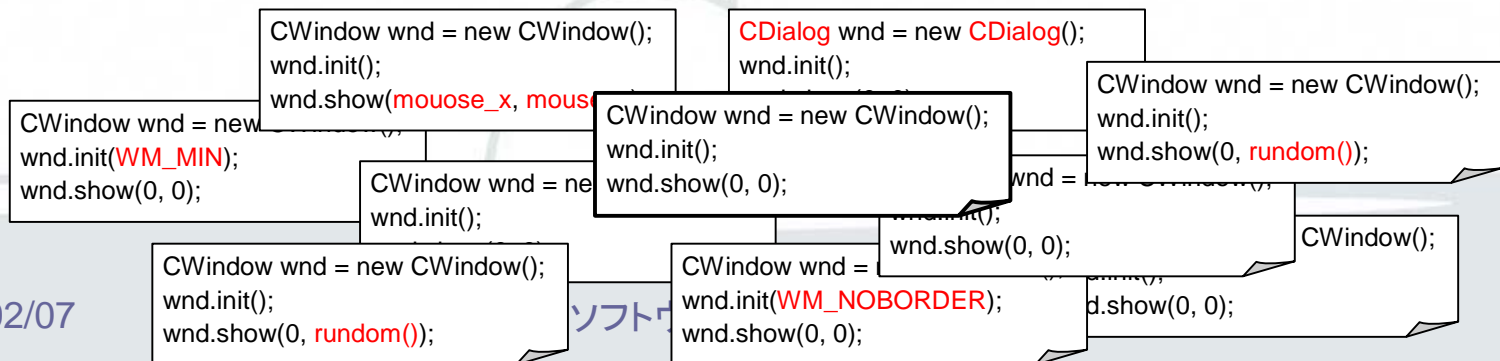 CWindow wnd = new CWindow();
wnd.init();
wnd.show(mouose_x, mouse
CDialog wnd = new CDialog();
wnd.init();
CWindow wnd = new CWindow();
wnd.init();
wnd.show(0, rundom());
CWindow wnd = new
wnd.init(WM_MIN);
wnd.show(0, 0);
CWindow wnd = new CWindow();
wnd.init();
wnd.show(0, 0);
CWindow wnd = ne
wnd.init();
wnd =
wnd.show(0, 0);
CWindow();
d.show(0, 0);
CWindow wnd = new CWindow();
wnd.init();
wnd.show(0, rundom());
CWindow wnd =
wnd.init(WM_NOBORDER);
wnd.show(0, 0);
02/07
ソフトウ